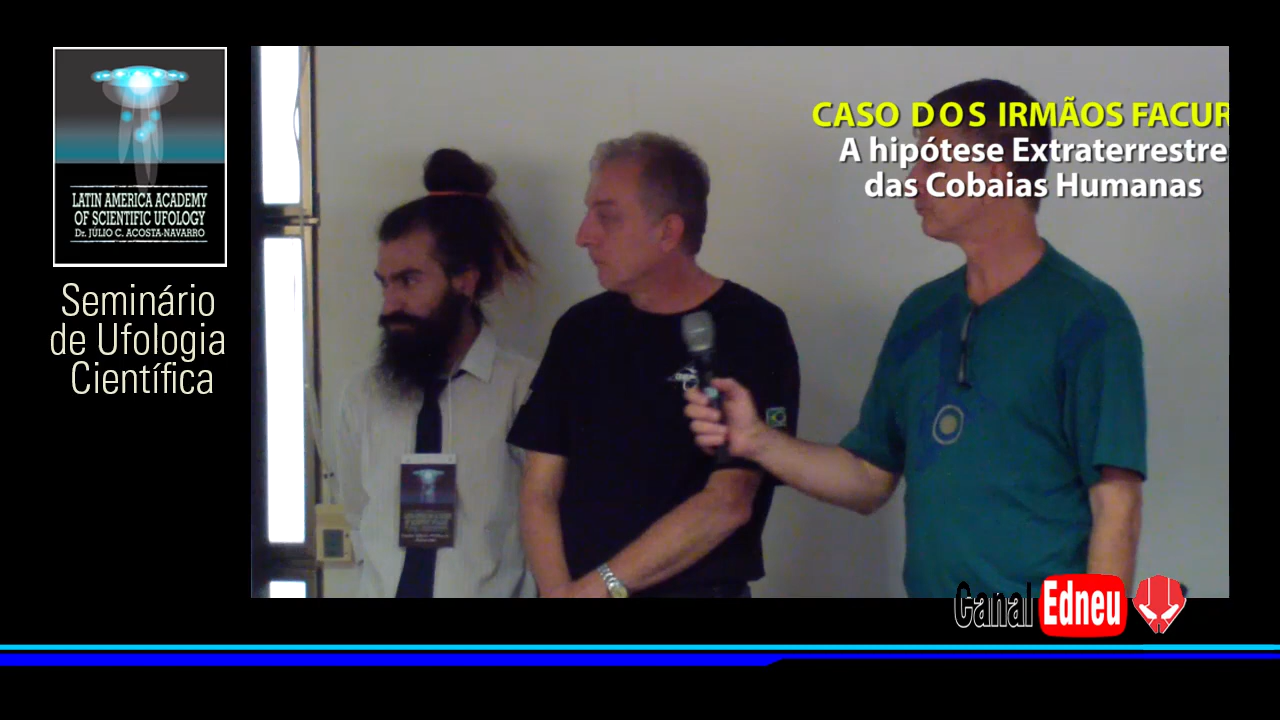 LATIN AMERICA ACADEMY
OF SCIENTIFIC UFOLOGY
Dr. JÚLIO C. ACOSTA-NAVARRO
Seminário
de Ufologia
Científica
CASO DOS IRMÃOS FACUR
A hipótese Extraterrestre
das Cobaias Humanas
Canal Edneu